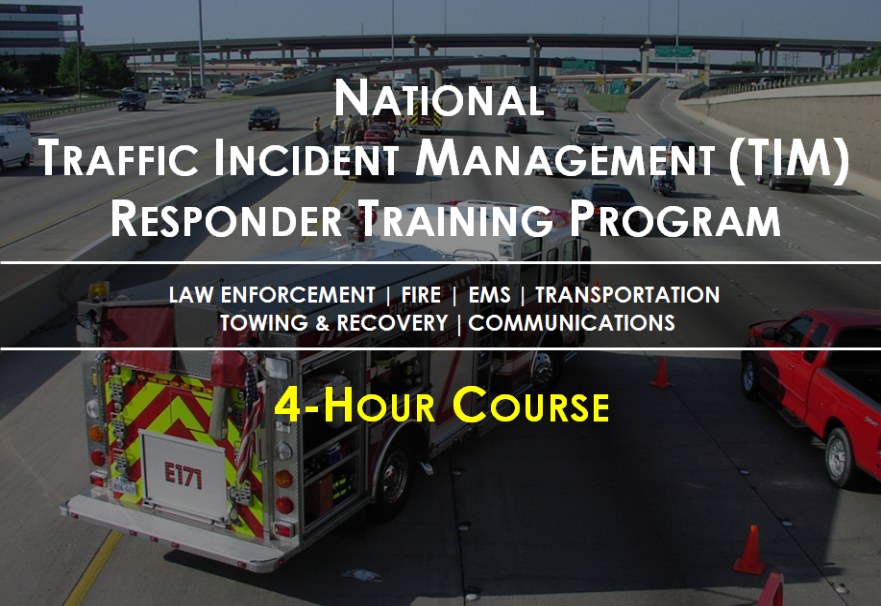 NATIONAL
TRAFFIC INCIDENT MANAGEMENT (TIM)
RESPONDER TRAINING PROGRAM
LAW ENFORCEMENT | FIRE | EMS | TRANSPORTATION
TOWING & RECOVERY | COMMUNICATIONS
4-HOUR COURSE
E171